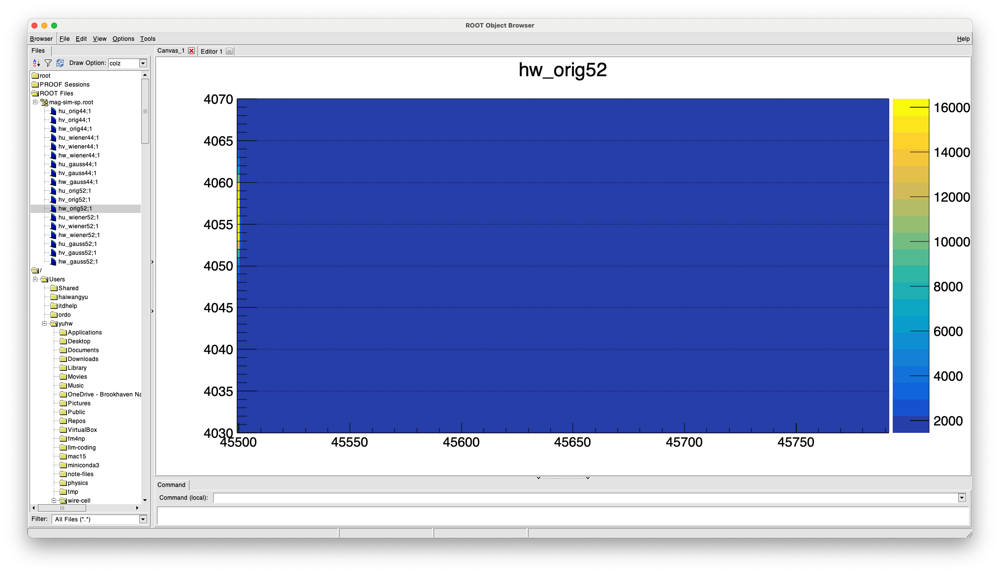 ROOT Object Browser
Browser File Edit View Options Tools Help
Files
Canvas_1 Editor 1
Draw Option: colz
root
PROOF Sessions
ROOT Files
mag-sim-sp.root
hu_orig44;1
hv_orig44;1
hw_orig44;1
hu_wiener44;1
hv_wiener44;1
hw_wiener44;1
hu_gauss44;1
hv_gauss44;1
hw_gauss44;1
hu_orig52;1
hv_orig52;1
hw_orig52;1
hu_wiener52;1
hv_wiener52;1
hw_wiener52;1
hu_gauss52;1
hv_gauss52;1
hw_gauss52;1
/
Users
Shared
haiwangyu
itdhelp
ordo
yuhw
Applications
Desktop
Documents
Downloads
Library
Movies
Music
OneDrive - Brookhaven Na
Pictures
Public
Repos
VirtualBox
fm4np
llm-coding
mac15
miniconda3
note-files
physics
tmp
wire-cell
Filter: All Files (*.*)
hw_orig52
4070
4065
4060
4055
4050
4045
4040
4035
4030
45500 45550 45600 45650 45700 45750
16000
14000
12000
10000
8000
6000
4000
2000
Command
Command (local):